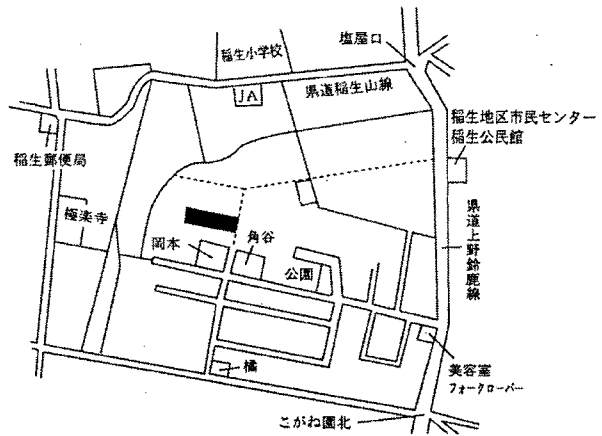 塩屋口
稲生小学校
JA
県道稲生山線
稲生地区市民センター
稲生公民館
稲生郵便局
極楽寺
県道上野鈴鹿線
岡本
角谷
公園
橘
美容室
フォークローバー
こがね園北